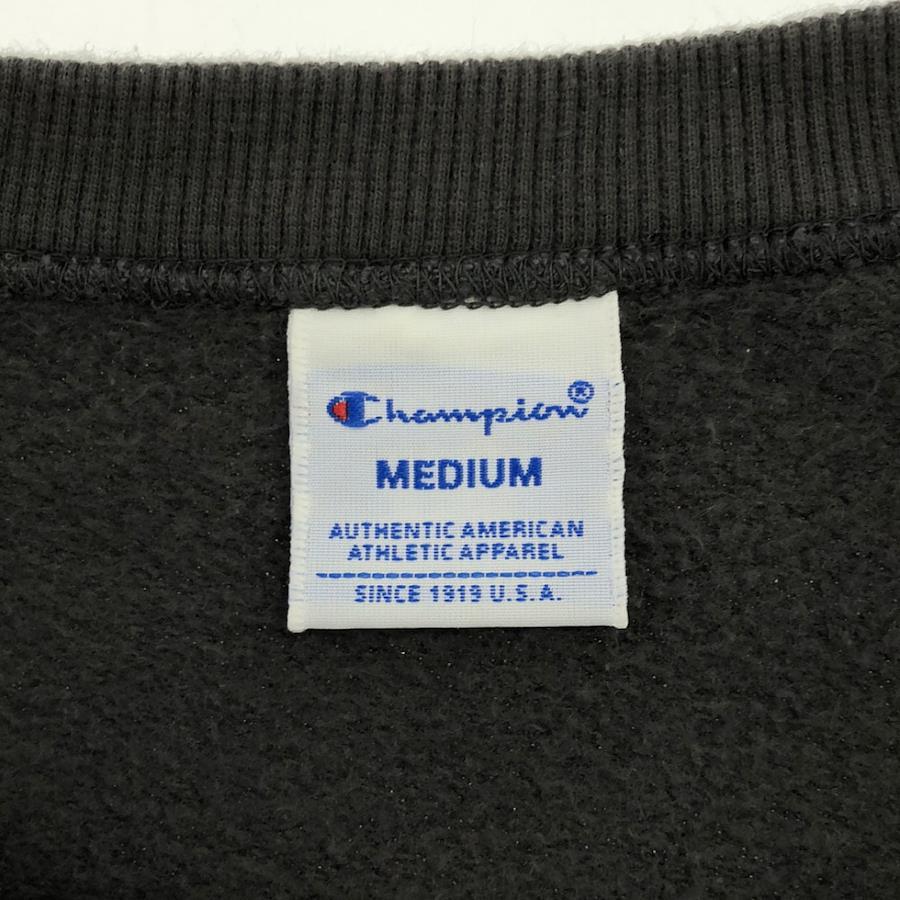 Champion®
MEDIUM
AUTHENTIC AMERICAN
ATHLETIC APPAREL
SINCE 1919 U.S.A.